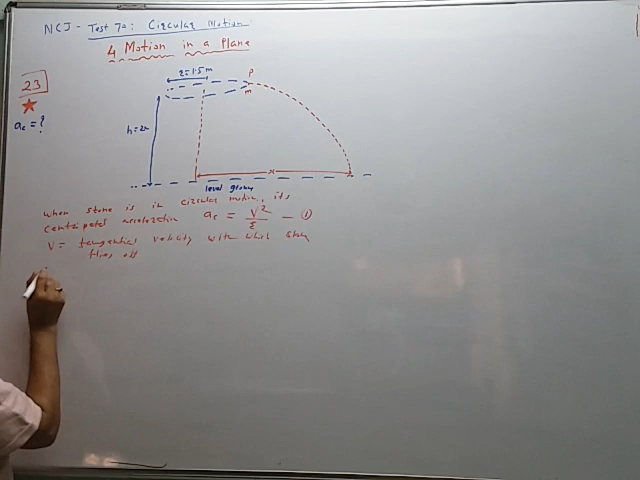 NCJ - Test 7a: Circular Motion
4 Motion in a Plane
23
r = 1.5 m
P
m
ac = ?
h = 2m
x
level ground
when stone is in circular motion, its
centripetal acceleration ac = V²/r — ①
V = tangential velocity with which stone
flies off